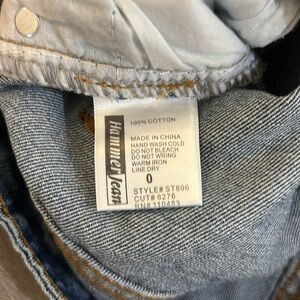 Hammer Jean
100% COTTON
MADE IN CHINA
HAND WASH COLD
DO NOT BLEACH
DO NOT WRING
WARM IRON
LINE DRY
0
STYLE# ST806
CUT# 8276
RN# 110483